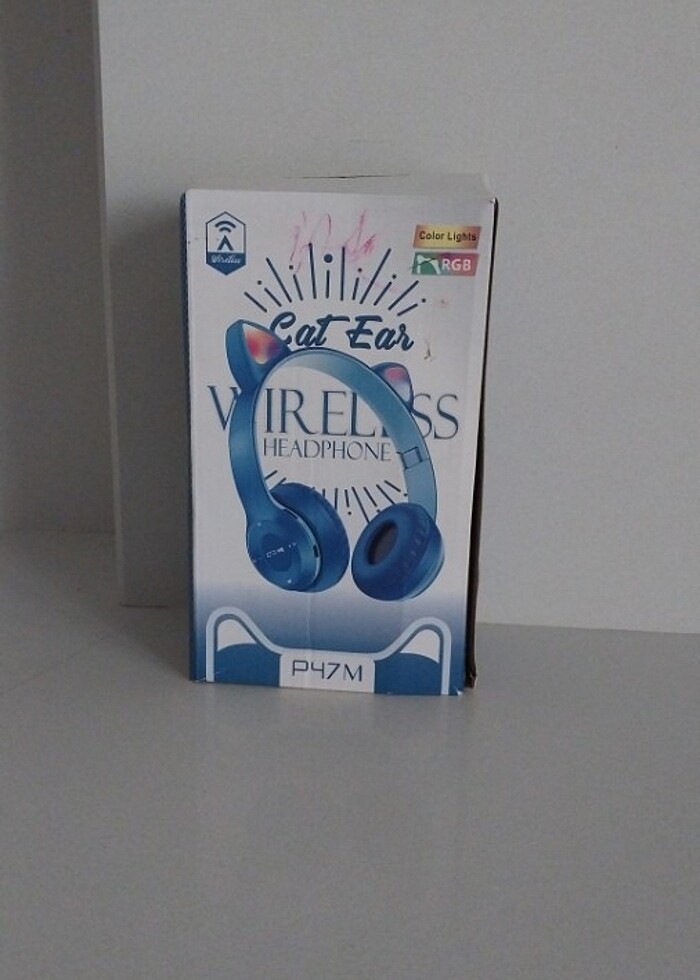 Wireless
Color Lights
RGB
Cat Ear
WIRELESS
HEADPHONE
P47M